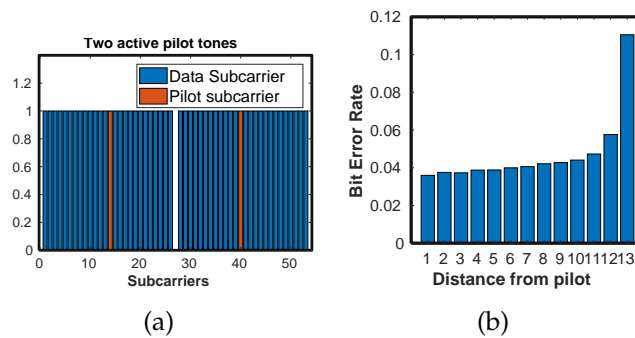 Two active pilot tones
Data Subcarrier
Pilot subcarrier
1.2
1
0.8
0.6
0.4
0.2
0
0 10 20 30 40 50
Subcarriers
(a)
0.12
0.1
0.08
0.06
0.04
0.02
0
Bit Error Rate
1 2 3 4 5 6 7 8 9 10 11 12 13
Distance from pilot
(b)